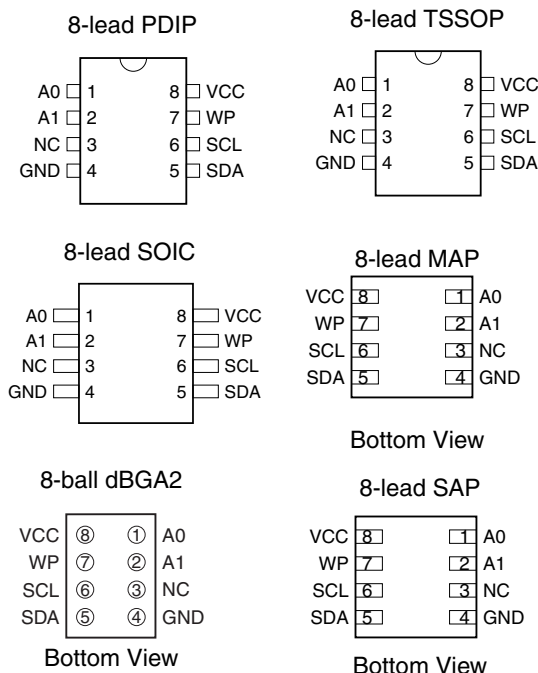 8-lead PDIP
A0 1 8 VCC
A1 2 7 WP
NC 3 6 SCL
GND 4 5 SDA
8-lead TSSOP
A0 1 8 VCC
A1 2 7 WP
NC 3 6 SCL
GND 4 5 SDA
8-lead SOIC
A0 1 8 VCC
A1 2 7 WP
NC 3 6 SCL
GND 4 5 SDA
8-lead MAP
VCC 8 1 A0
WP 7 2 A1
SCL 6 3 NC
SDA 5 4 GND
Bottom View
8-ball dBGA2
VCC 8 1 A0
WP 7 2 A1
SCL 6 3 NC
SDA 5 4 GND
Bottom View
8-lead SAP
VCC 8 1 A0
WP 7 2 A1
SCL 6 3 NC
SDA 5 4 GND
Bottom View